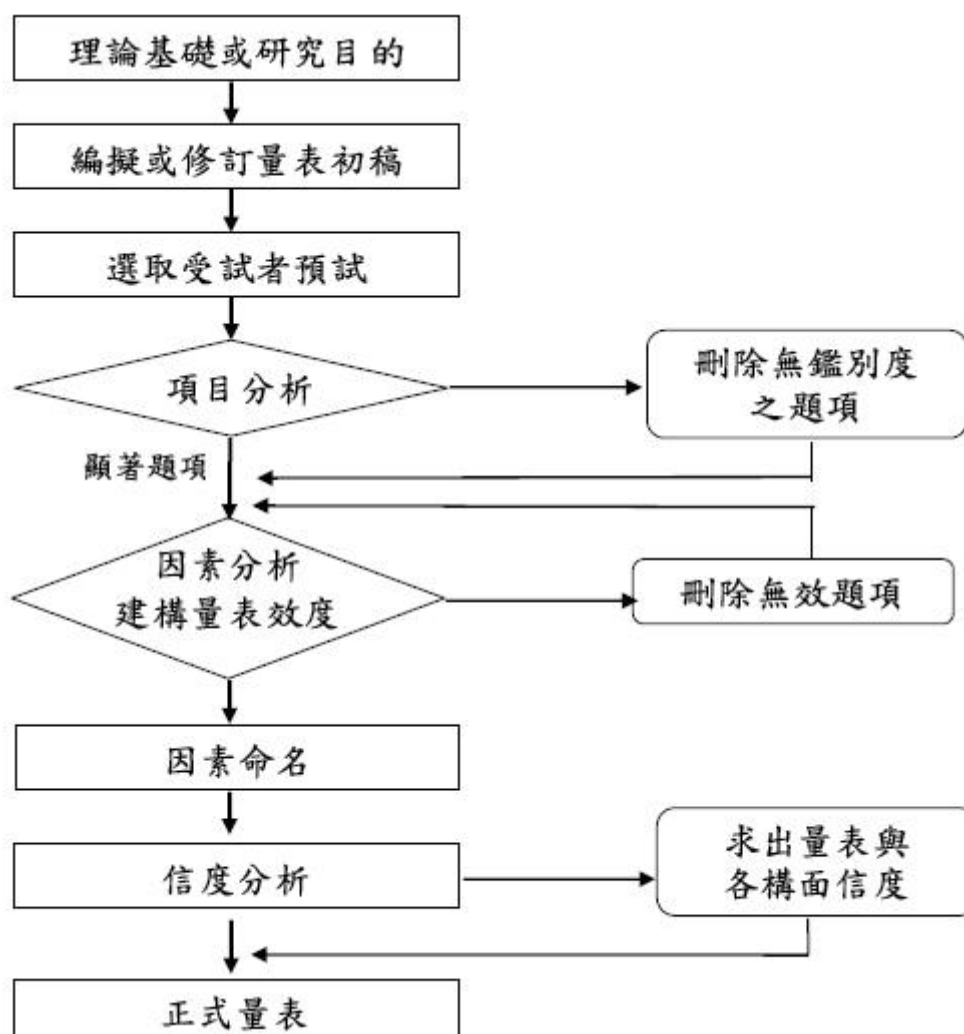 理論基礎或研究目的
編擬或修訂量表初稿
選取受試者預試
項目分析
刪除無鑑別度
之題項
顯著題項
因素分析
建構量表效度
刪除無效題項
因素命名
信度分析
求出量表與
各構面信度
正式量表